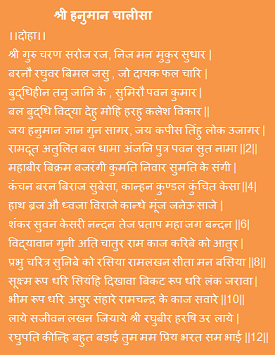 श्री हनुमान चालीसा
।।दोहा।।
श्री गुरु चरण सरोज रज, निज मन मुकुर सुधार |
बरनौं रघुवर बिमल जसु , जो दायक फल चारि |
बुद्धिहीन तनु जानि के , सुमिरौं पवन कुमार |
बल बुद्धि विद्या देहु मोहि हरहु कलेश विकार ||
जय हनुमान ज्ञान गुन सागर, जय कपीस तिंहु लोक उजागर |
रामदूत अतुलित बल धामा अंजनि पुत्र पवन सुत नामा ||2||
महाबीर बिक्रम बजरंगी कुमति निवार सुमति के संगी |
कंचन बरन बिराज सुबेसा, कान्हन कुण्डल कुंचित केसा ||4|
हाथ ब्रज औ ध्वजा विराजे कान्धे मूंज जनेऊ साजे |
शंकर सुवन केसरी नन्दन तेज प्रताप महा जग बन्दन ||6|
विद्यावान गुनी अति चातुर राम काज करिबे को आतुर |
प्रभु चरित्र सुनिबे को रसिया रामलखन सीता मन बसिया ||8||
सूक्ष्म रूप धरि सियंहि दिखावा बिकट रूप धरि लंक जरावा |
भीम रूप धरि असुर संहारे रामचन्द्र के काज सवारे ||10||
लाये सजीवन लखन जियाये श्री रघुबीर हरषि उर लाये |
रघुपति कीन्हि बहुत बड़ाई तुम मम प्रिय भरत सम भाई ||12||